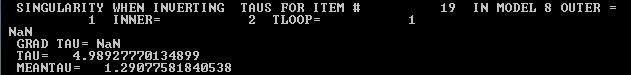 SINGULARITY WHEN INVERTING TAUS FOR ITEM # 19 IN MODEL 8 OUTER =
1 INNER= 2 TLOOP= 1
NaN
GRAD TAU= NaN
TAU= 4.98927770134899
MEANTAU= 1.29077581840538